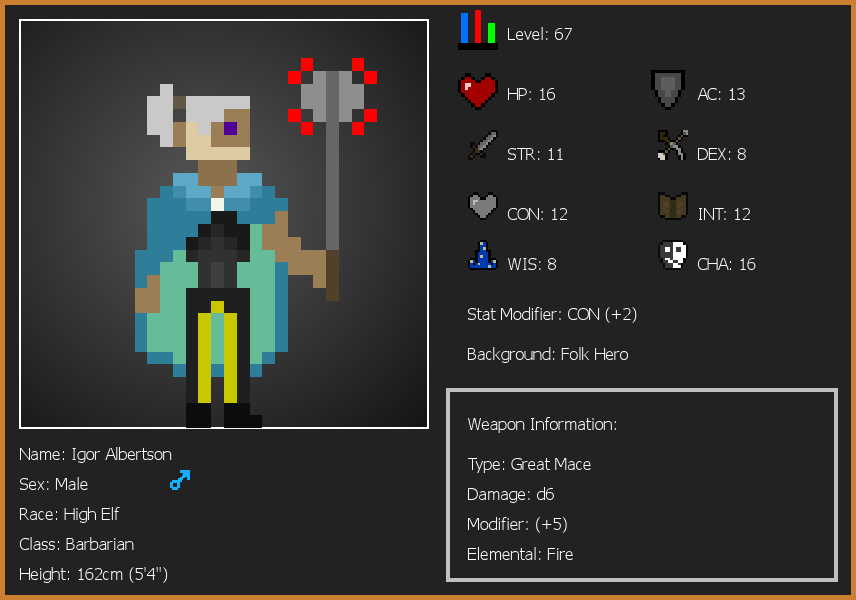 Level: 67
HP: 16
AC: 13
STR: 11
DEX: 8
CON: 12
INT: 12
WIS: 8
CHA: 16
Stat Modifier: CON (+2)
Background: Folk Hero
Weapon Information:
Type: Great Mace
Damage: d6
Modifier: (+5)
Elemental: Fire
Name: Igor Albertson
Sex: Male
Race: High Elf
Class: Barbarian
Height: 162cm (5'4")